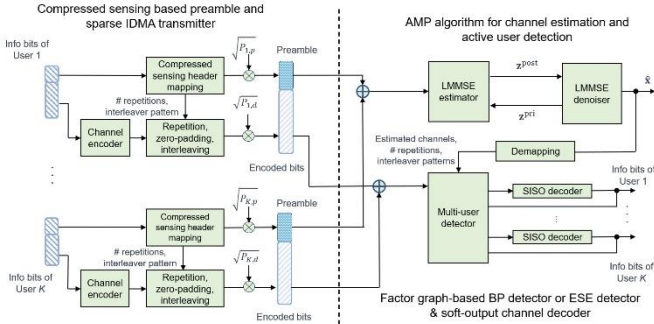 Compressed sensing based preamble and
sparse IDMA transmitter
AMP algorithm for channel estimation and
active user detection
Info bits of
User 1
Compressed
sensing header
mapping
√P1,p
Preamble
# repetitions,
interleaver pattern
√P1,d
Channel
encoder
Repetition,
zero-padding,
interleaving
Encoded bits
LMMSE
estimator
z^post
z^pri
LMMSE
denoiser
x̂
Estimated channels,
# repetitions,
interleaver patterns
Demapping
Info bits of
User 1
Multi-user
detector
SISO decoder
SISO decoder
Info bits of
User K
Compressed
sensing header
mapping
√PK,p
Preamble
# repetitions,
interleaver pattern
√PK,d
Info bits of
User K
Channel
encoder
Repetition,
zero-padding,
interleaving
Encoded bits
Factor graph-based BP detector or ESE detector
& soft-output channel decoder